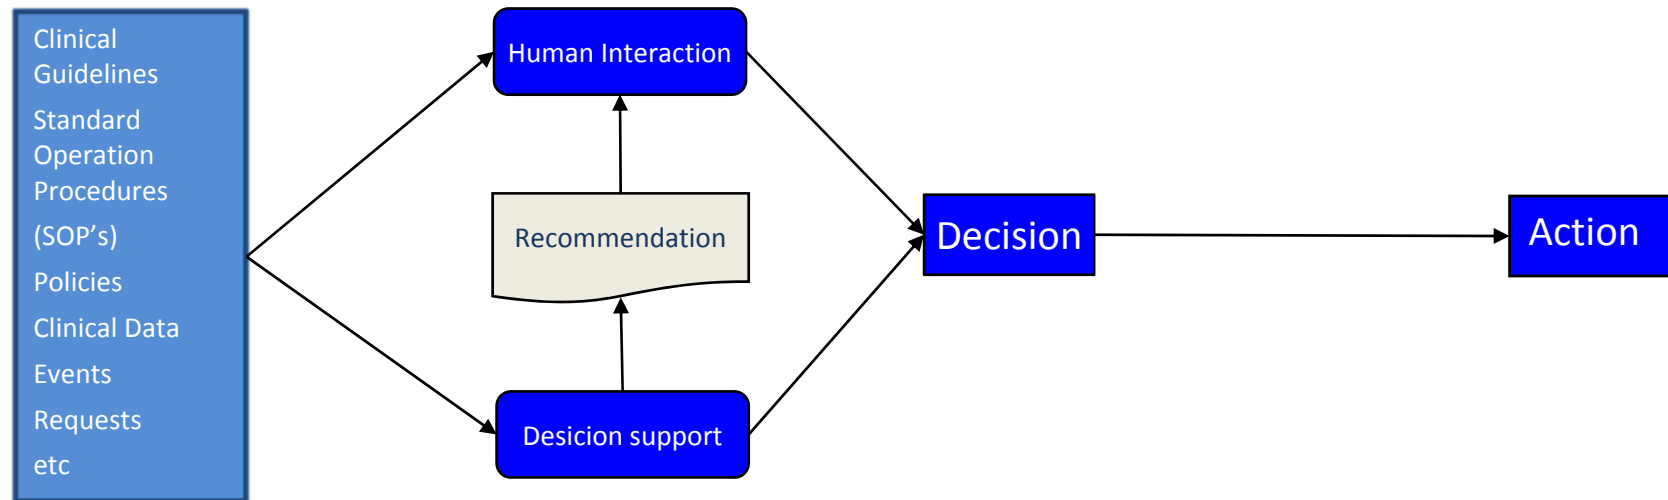 Clinical
Guidelines
Standard
Operation
Procedures
(SOP’s)
Policies
Clinical Data
Events
Requests
etc
Human Interaction
Recommendation
Desicion support
Decision
Action